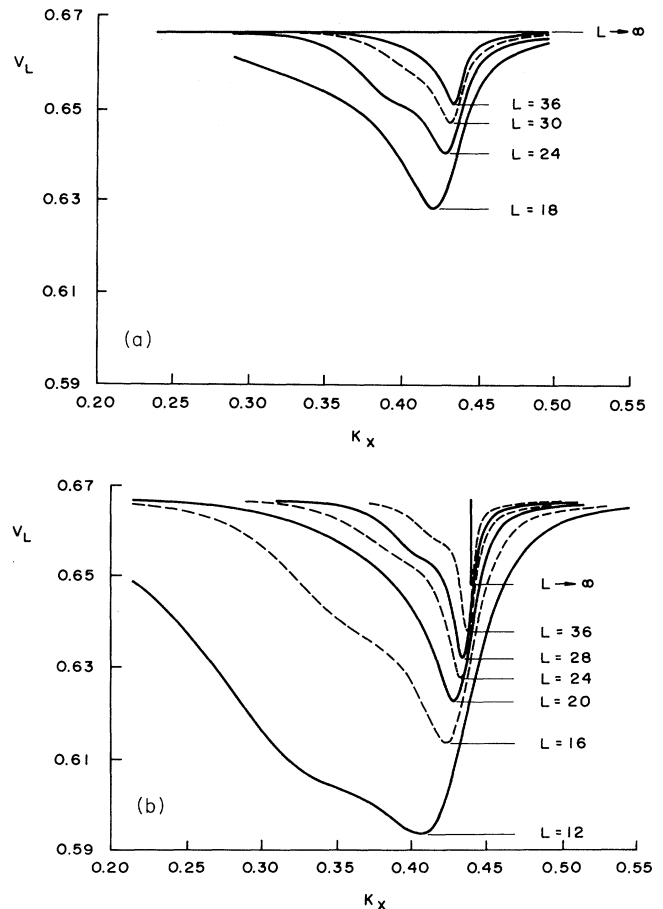 0.67
V_L
L → ∞
0.65
L = 36
L = 30
L = 24
0.63
L = 18
0.61
(a)
0.59
0.20 0.25 0.30 0.35 0.40 0.45 0.50 0.55
K_X
0.67
V_L
0.65
L → ∞
L = 36
0.63
L = 28
L = 24
L = 20
L = 16
0.61
(b)
L = 12
0.59
0.20 0.25 0.30 0.35 0.40 0.45 0.50 0.55
K_X